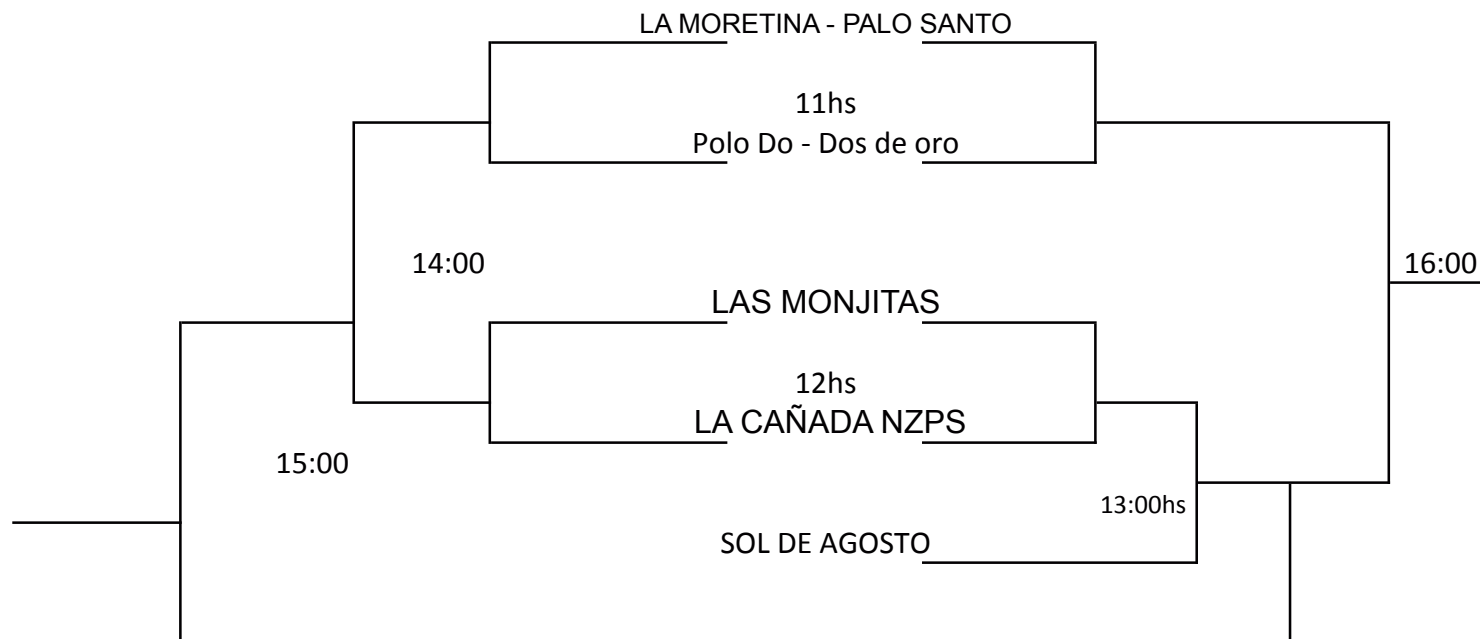 LA MORETINA - PALO SANTO
11hs
Polo Do - Dos de oro
14:00
16:00
LAS MONJITAS
12hs
LA CAÑADA NZPS
15:00
13:00hs
SOL DE AGOSTO